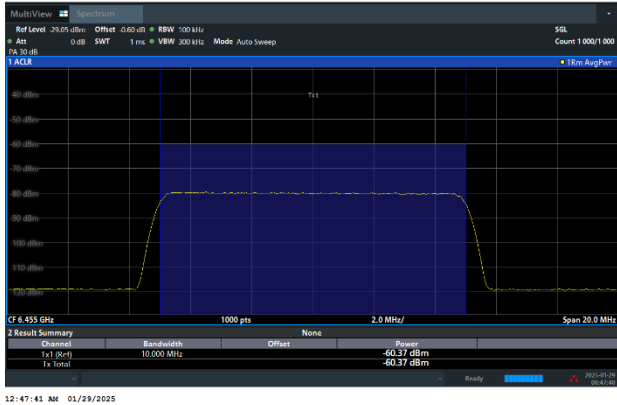 MultiView Spectrum
Ref Level -29.05 dBm Offset -0.60 dB RBW 100 kHz SGL
Att 0 dB SWT 1 ms VBW 300 kHz Mode Auto Sweep Count 1000/1000
PA 30 dB
1 ACLR 1Rm AvgPwr
Tx1
-40 dBm
-50 dBm
-60 dBm
-70 dBm
-80 dBm
-90 dBm
-100 dBm
-110 dBm
-120 dBm
CF 6.455 GHz 1000 pts 2.0 MHz/ Span 20.0 MHz
2 Result Summary None
Channel Bandwidth Offset Power
Tx1 (Ref) 10.000 MHz -60.37 dBm
Tx Total -60.37 dBm
Ready 2025-01-29
00:47:40
12:47:41 AM 01/29/2025